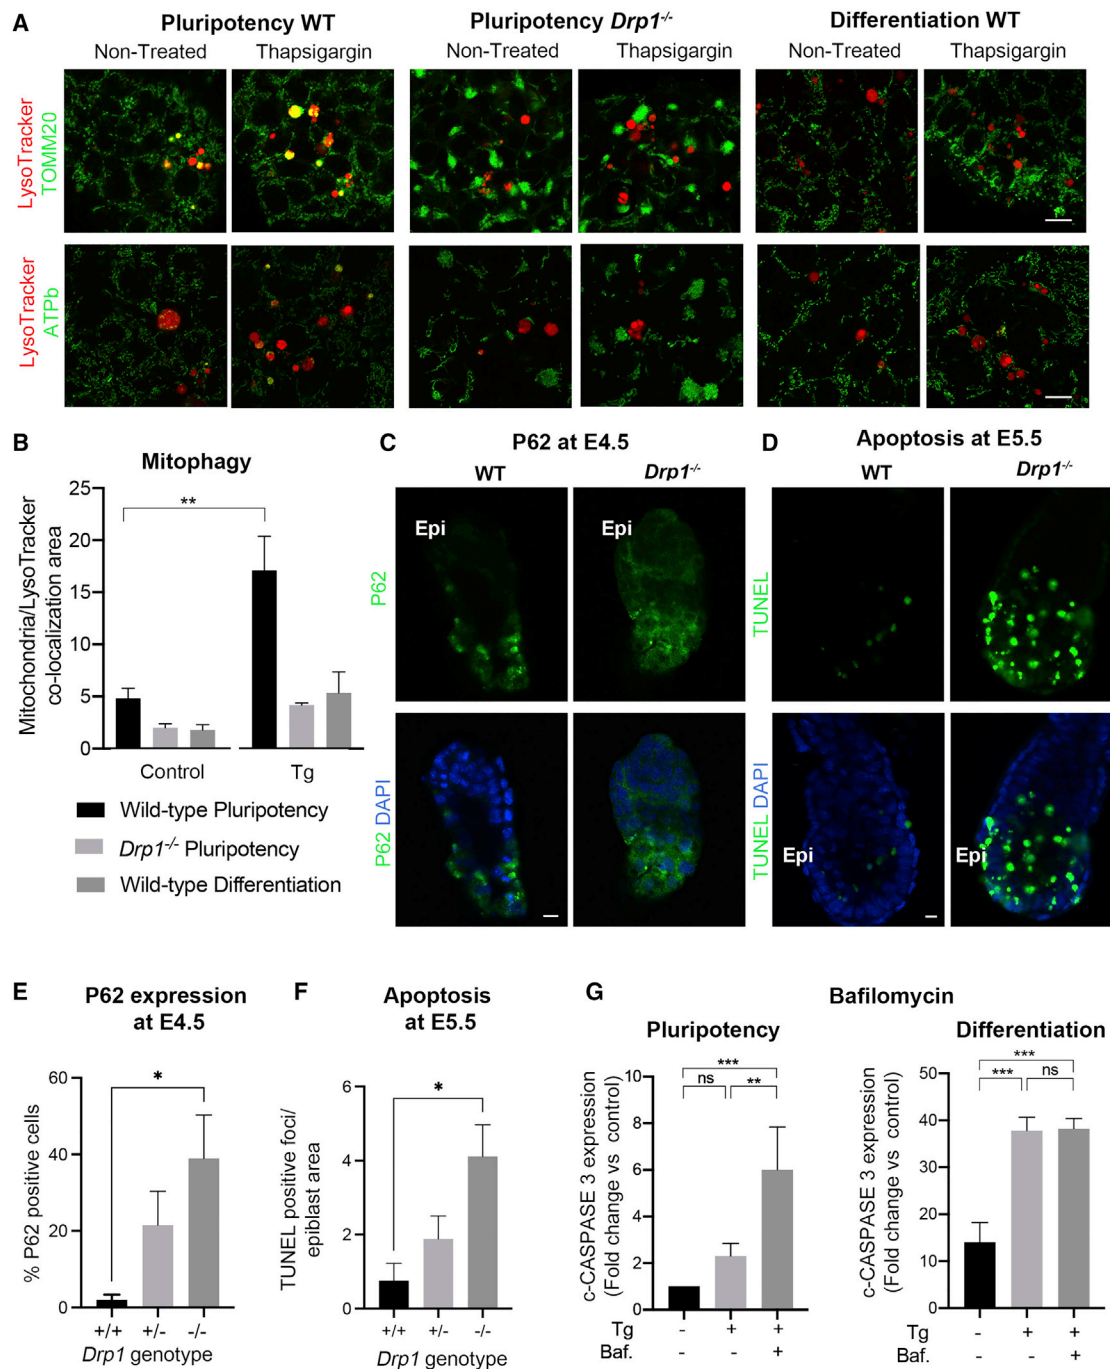 A
Pluripotency WT
Pluripotency Drp1-/-
Differentiation WT
Non-Treated
Thapsigargin
Non-Treated
Thapsigargin
Non-Treated
Thapsigargin
LysoTracker
TOMM20
LysoTracker
ATPb
B
Mitophagy
**
Mitochondria/LysoTracker
co-localization area
25
20
15
10
5
0
Control
Tg
Wild-type Pluripotency
Drp1-/- Pluripotency
Wild-type Differentiation
C
P62 at E4.5
WT
Drp1-/-
Epi
Epi
P62
P62 DAPI
D
Apoptosis at E5.5
WT
Drp1-/-
TUNEL
TUNEL DAPI
Epi
Epi
E
P62 expression
at E4.5
*
% P62 positive cells
60
40
20
0
+/+
+/-
-/-
Drp1 genotype
F
Apoptosis
at E5.5
*
TUNEL positive foci/
epiblast area
6
4
2
0
+/+
+/-
-/-
Drp1 genotype
G
Bafilomycin
Pluripotency
***
ns
**
c-CASPASE 3 expression
(Fold change vs control)
10
8
6
4
2
0
Tg - + +
Baf. - - +
Differentiation
***
***
ns
c-CASPASE 3 expression
(Fold change vs control)
50
40
30
20
10
0
Tg - + +
Baf. - - +